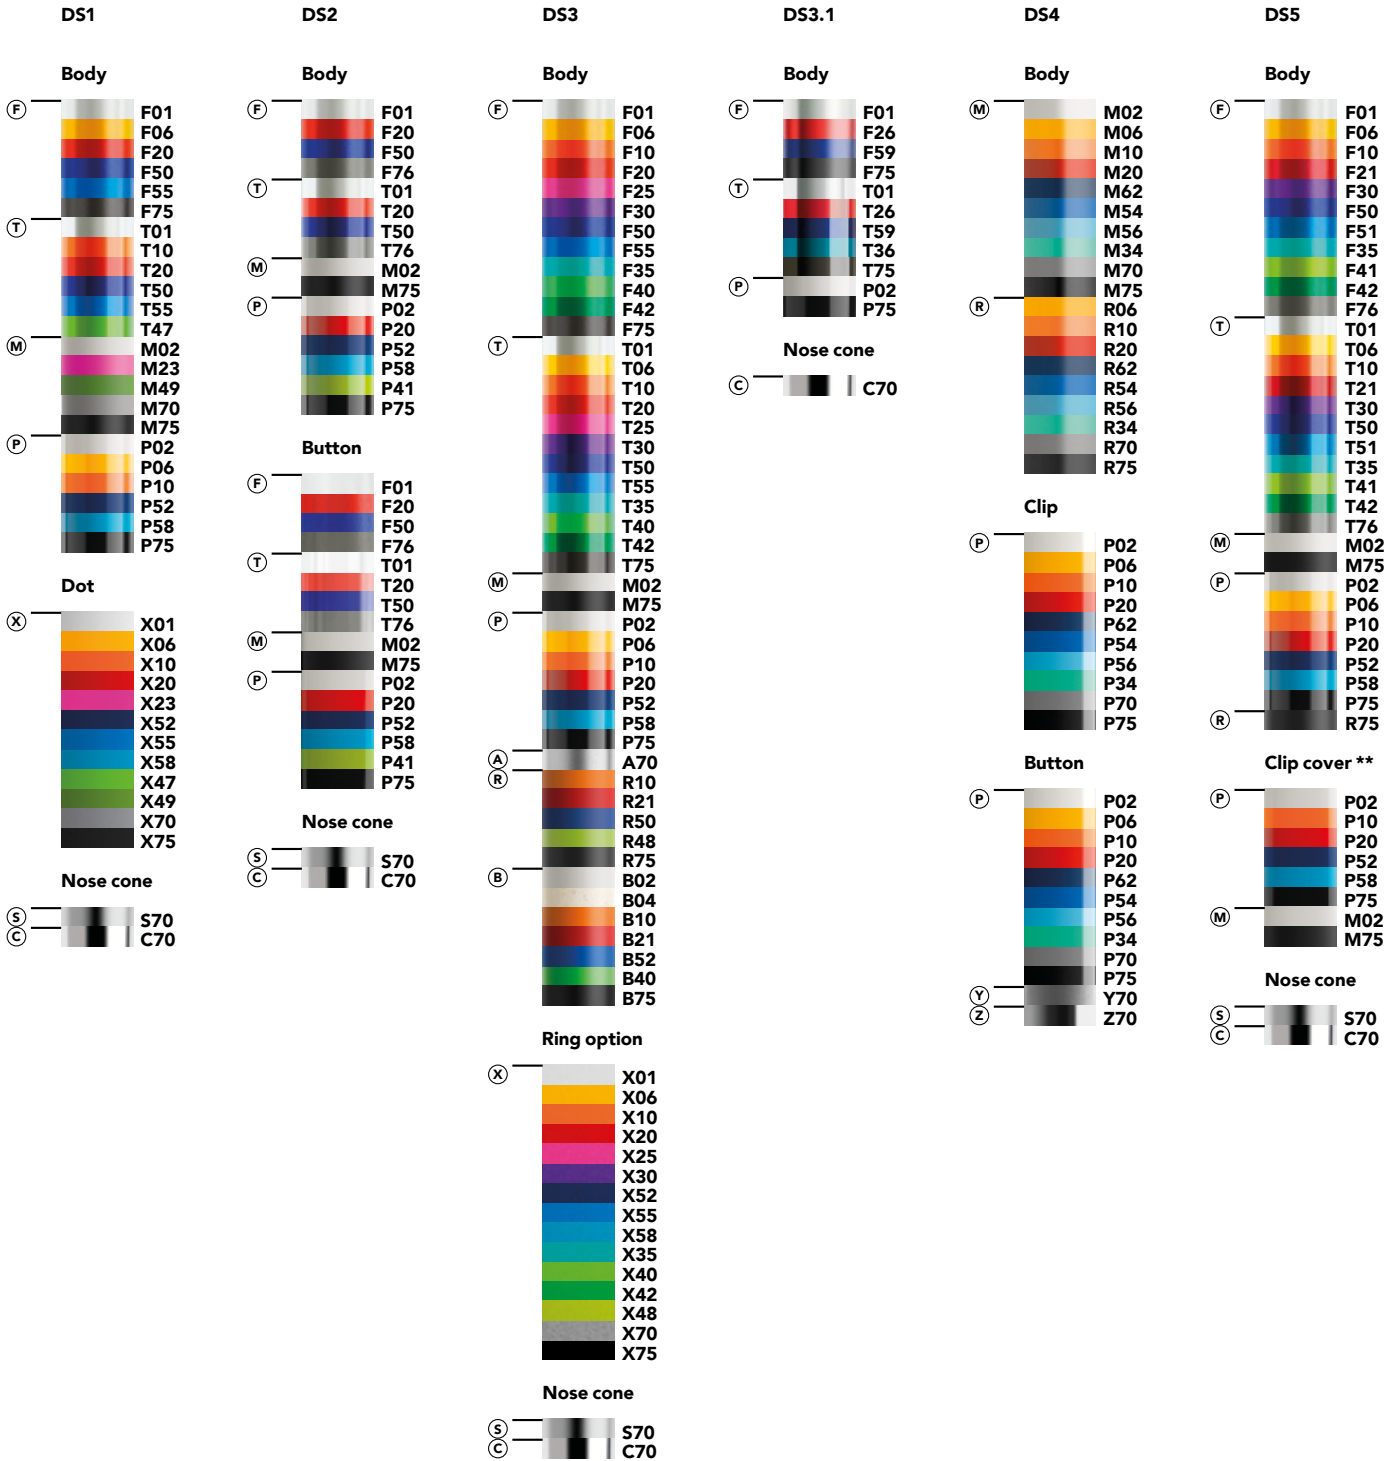 DS1
Body
F
F01
F06
F20
F50
F55
F75
T
T01
T10
T20
T50
T55
T47
M
M02
M23
M49
M70
M75
P
P02
P06
P10
P52
P58
P75
Dot
X
X01
X06
X10
X20
X23
X52
X55
X58
X47
X49
X70
X75
Nose cone
S
S70
C
C70
DS2
Body
F
F01
F20
F50
F76
T
T01
T20
T50
T76
M
M02
M75
P
P02
P20
P52
P58
P41
P75
Button
F
F01
F20
F50
F76
T
T01
T20
T50
T76
M
M02
M75
P
P02
P20
P52
P58
P41
P75
Nose cone
S
S70
C
C70
DS3
Body
F
F01
F06
F10
F20
F25
F30
F50
F55
F35
F40
F42
F75
T
T01
T06
T10
T20
T25
T30
T50
T55
T35
T40
T42
T75
M
M02
M75
P
P02
P06
P10
P20
P52
P58
P75
A
A70
R
R10
R21
R50
R48
R75
B
B02
B04
B10
B21
B52
B40
B75
Ring option
X
X01
X06
X10
X20
X25
X30
X52
X55
X58
X35
X40
X42
X48
X70
X75
Nose cone
S
S70
C
C70
DS3.1
Body
F
F01
F26
F59
F75
T
T01
T26
T59
T36
T75
P
P02
P75
Nose cone
C
C70
DS4
Body
M
M02
M06
M10
M20
M62
M54
M56
M34
M70
M75
R
R06
R10
R20
R62
R54
R56
R34
R70
R75
Clip
P
P02
P06
P10
P20
P62
P54
P56
P34
P70
P75
Button
P
P02
P06
P10
P20
P62
P54
P56
P34
P70
P75
Y
Y70
Z
Z70
DS5
Body
F
F01
F06
F10
F21
F30
F50
F51
F35
F41
F42
F76
T
T01
T06
T10
T21
T30
T50
T51
T35
T41
T42
T76
M
M02
M75
P
P02
P06
P10
P20
P52
P58
P75
R
R75
Clip cover **
P
P02
P10
P20
P52
P58
P75
M
M02
M75
Nose cone
S
S70
C
C70